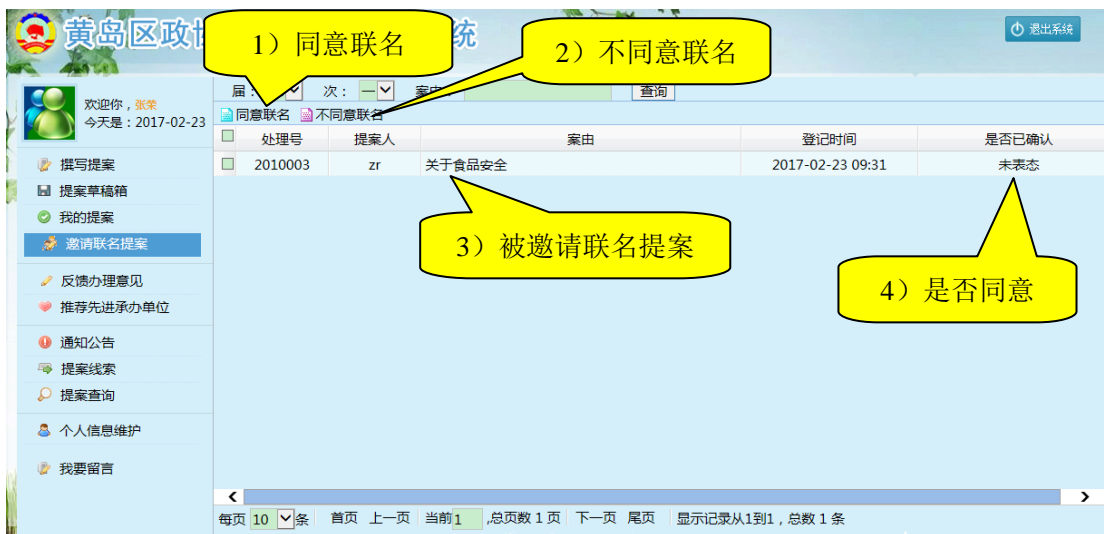 黄岛区政协
统
退出系统
1）同意联名
2）不同意联名
欢迎你，张荣
今天是：2017-02-23
届： 次： 一 案由： 查询
同意联名 不同意联名
处理号 提案人 案由 登记时间 是否已确认
2010003 zr 关于食品安全 2017-02-23 09:31 未表态
撰写提案
提案草稿箱
我的提案
邀请联名提案
反馈办理意见
推荐先进承办单位
通知公告
提案线索
提案查询
个人信息维护
我要留言
3）被邀请联名提案
4）是否同意
每页 10 条 首页 上一页 当前 1 ,总页数 1 页 下一页 尾页 显示记录从1到1，总数 1 条